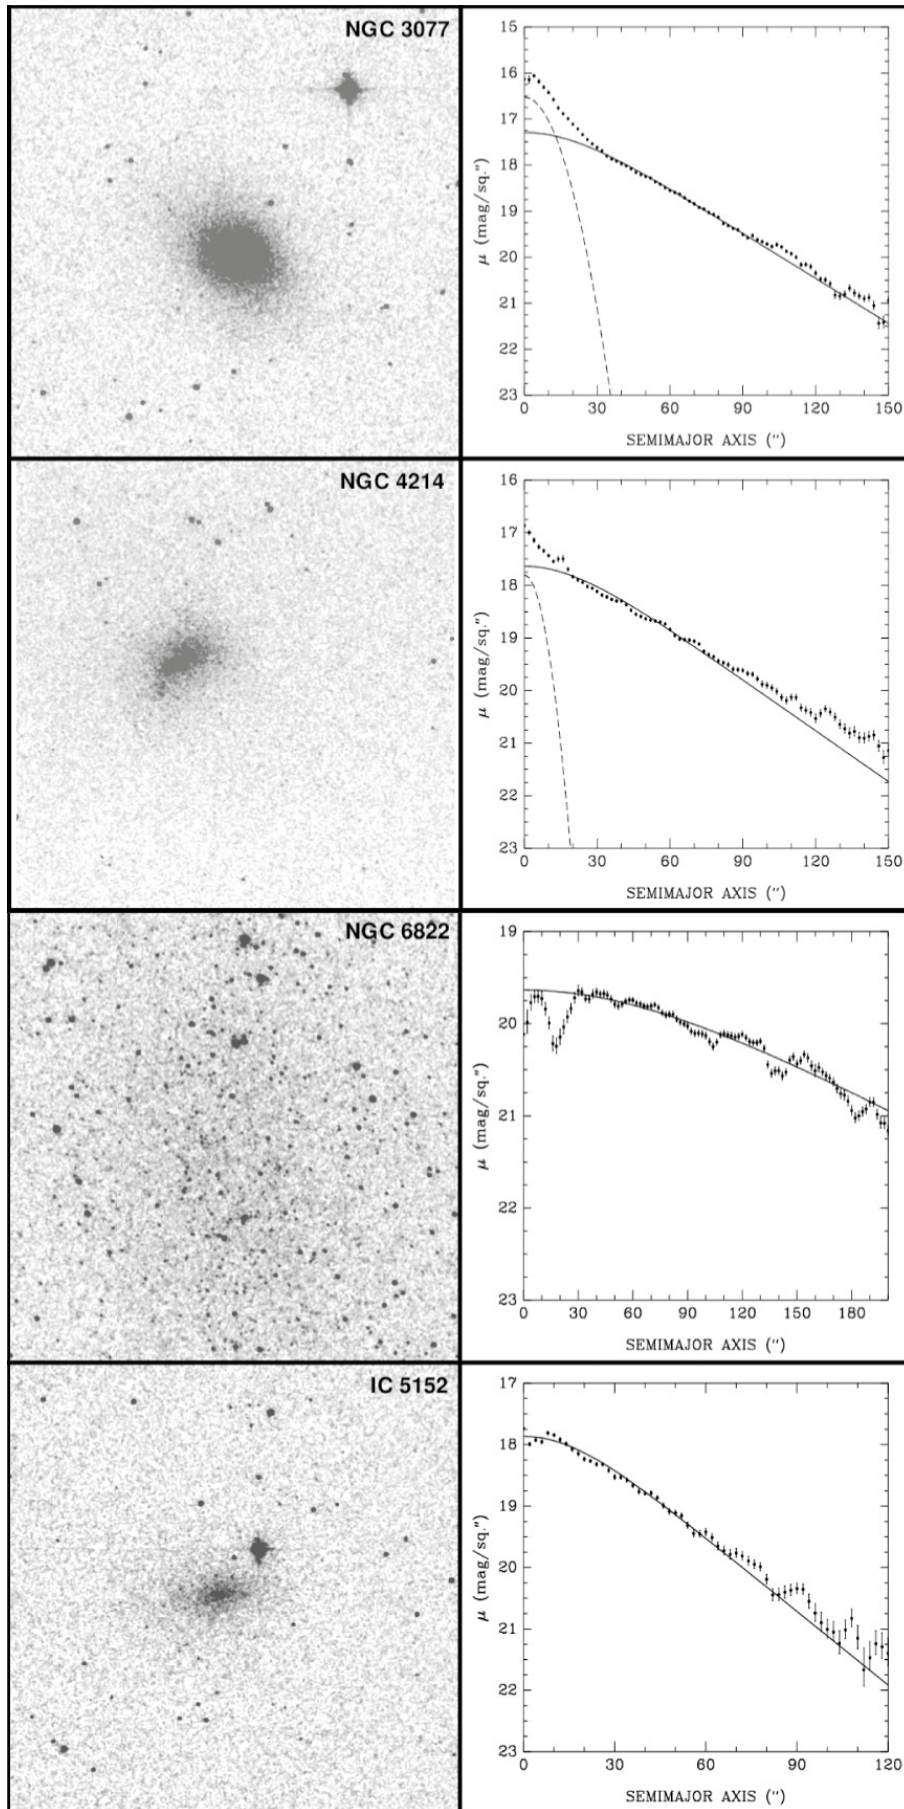 NGC 3077
15
16
17
18
19
20
21
22
23
μ (mag/sq.")
0 30 60 90 120 150
SEMIMAJOR AXIS (")
NGC 4214
16
17
18
19
20
21
22
23
μ (mag/sq.")
0 30 60 90 120 150
SEMIMAJOR AXIS (")
NGC 6822
19
20
21
22
23
μ (mag/sq.")
0 30 60 90 120 150 180
SEMIMAJOR AXIS (")
IC 5152
17
18
19
20
21
22
23
μ (mag/sq.")
0 30 60 90 120
SEMIMAJOR AXIS (")